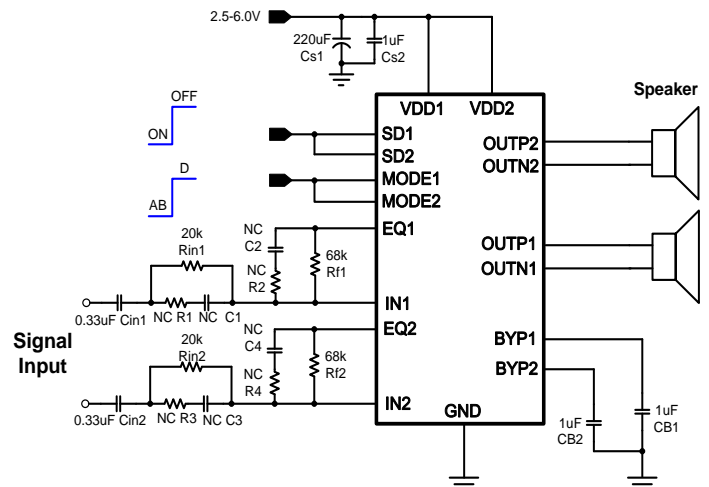 2.5-6.0V
220uF
Cs1
1uF
Cs2
OFF
ON
D
AB
VDD1 VDD2
SD1
SD2
MODE1
MODE2
EQ1
IN1
EQ2
IN2
GND
OUTP2
OUTN2
OUTP1
OUTN1
BYP1
BYP2
Speaker
Signal
Input
20k
Rin1
NC
C2
NC
R2
68k
Rf1
0.33uF Cin1
NC R1
NC C1
20k
Rin2
NC
C4
NC
R4
68k
Rf2
0.33uF Cin2
NC R3
NC C3
1uF
CB2
1uF
CB1